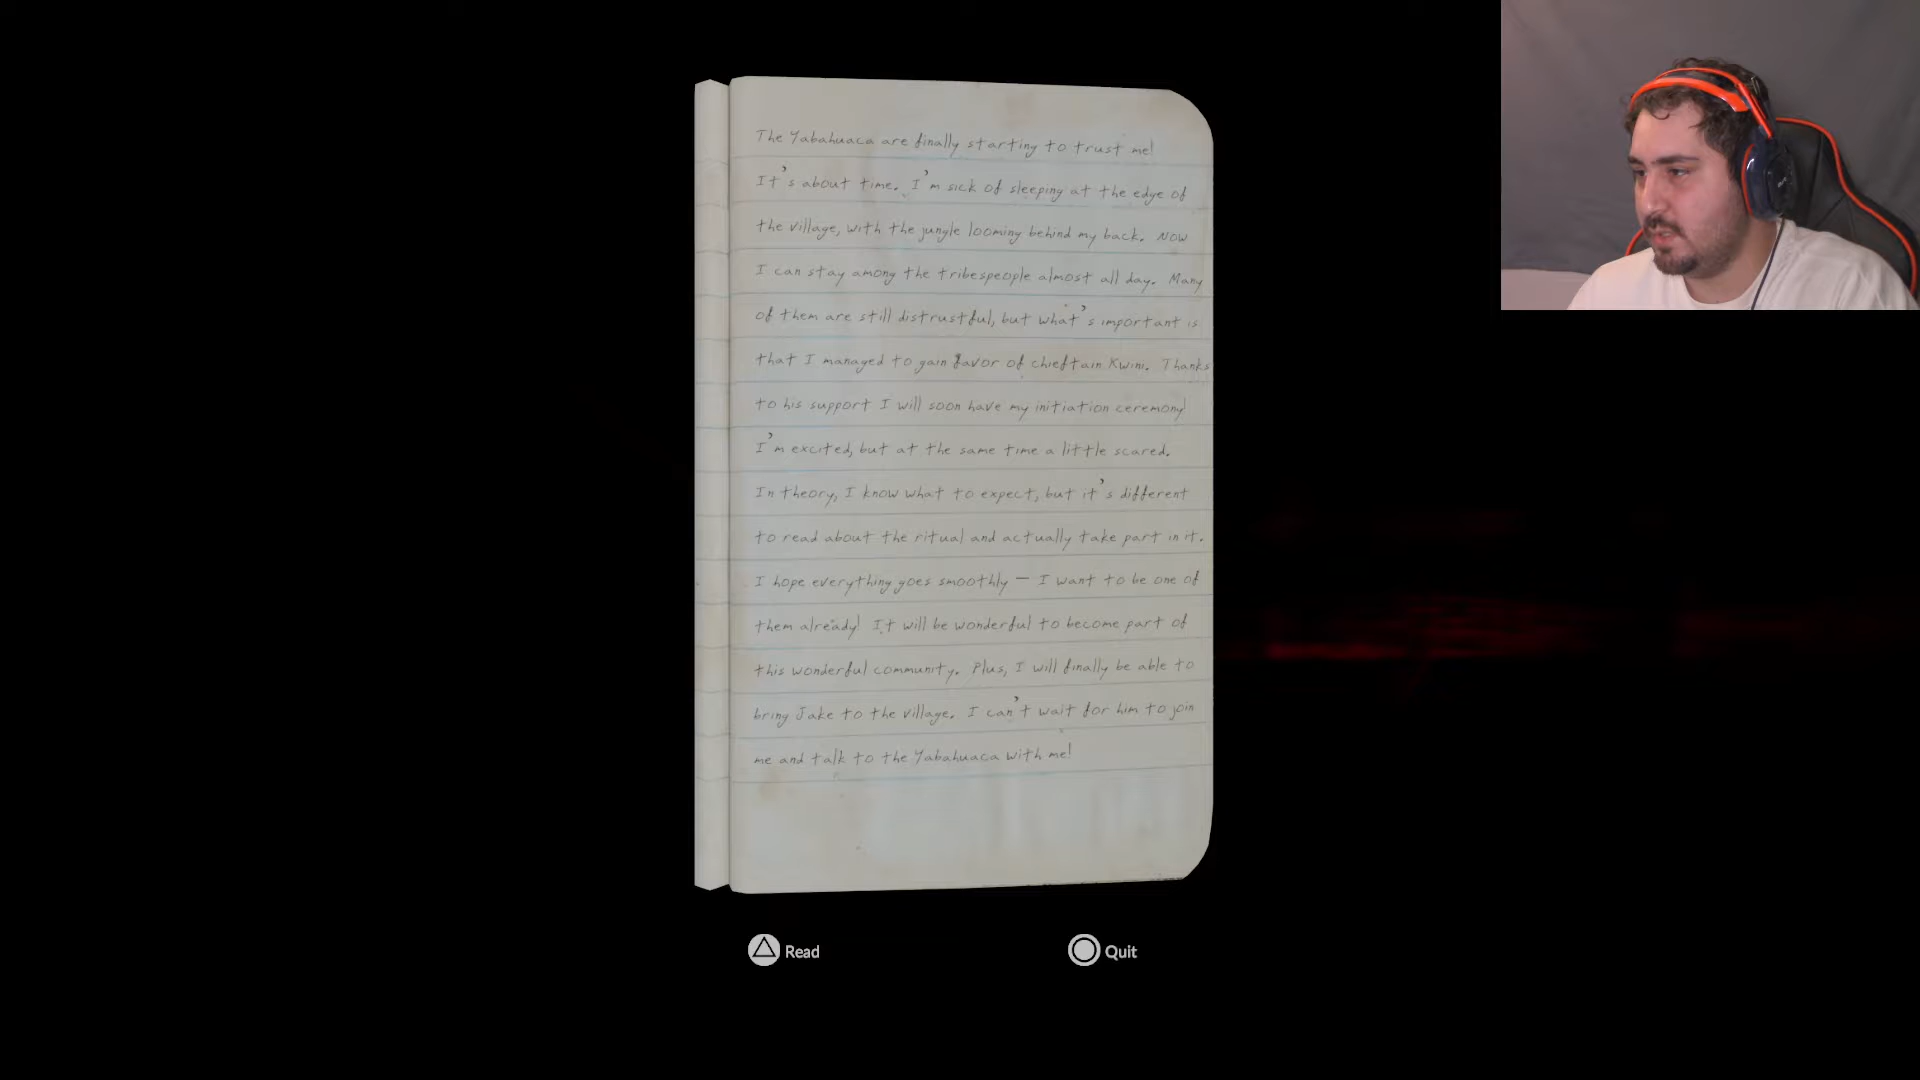 The Yabahuaca are finally starting to trust me!
It's about time. I'm sick of sleeping at the edge of
the village, with the jungle looming behind my back. Now
I can stay among the tribespeople almost all day. Many
of them are still distrustful, but what's important is
that I managed to gain favor of chieftain Kwini. Thanks
to his support I will soon have my initiation ceremony!
I'm excited, but at the same time a little scared.
In theory, I know what to expect, but it's different
to read about the ritual and actually take part in it.
I hope everything goes smoothly — I want to be one of
them already! It will be wonderful to become part of
this wonderful community. Plus, I will finally be able to
bring Jake to the village. I can't wait for him to join
me and talk to the Yabahuaca with me!
Read
Quit